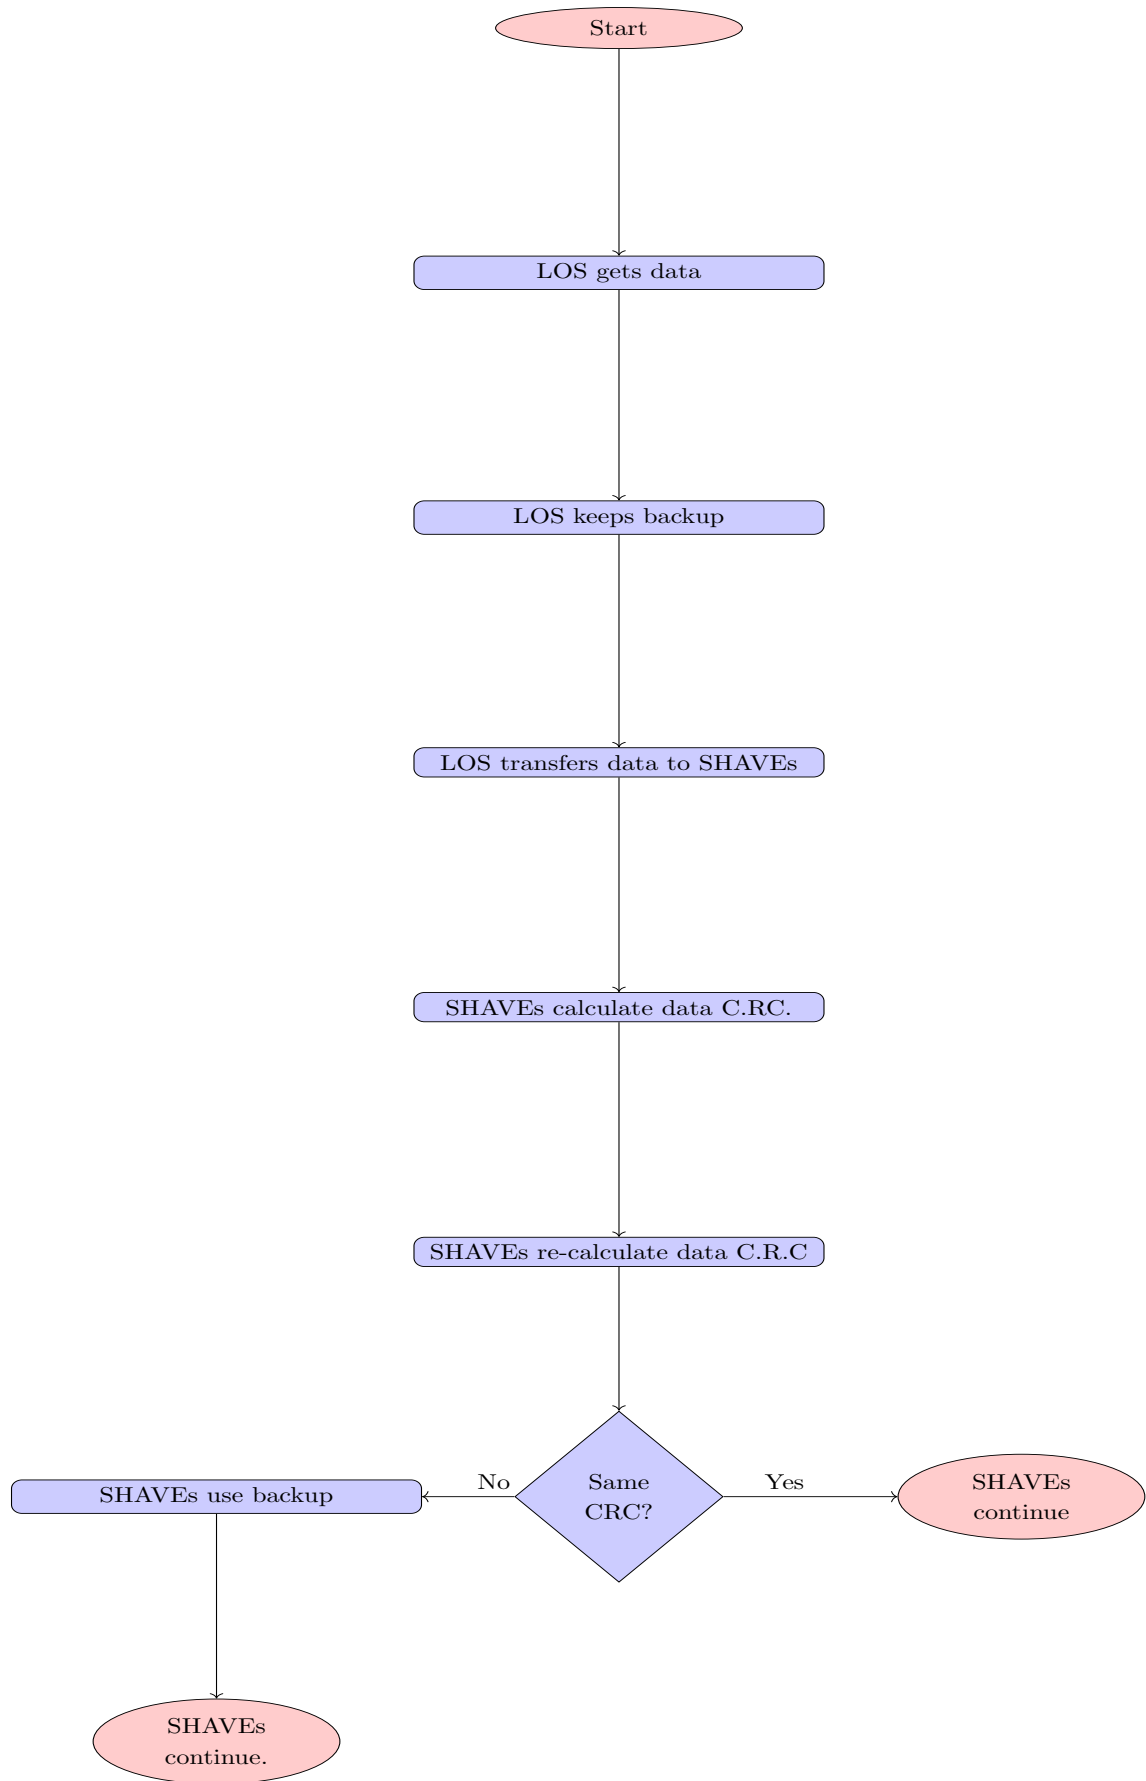 Start
LOS gets data
LOS keeps backup
LOS transfers data to SHAVEs
SHAVEs calculate data C.RC.
SHAVEs re-calculate data C.R.C
Same
CRC?
No
Yes
SHAVEs use backup
SHAVEs
continue
SHAVEs
continue.